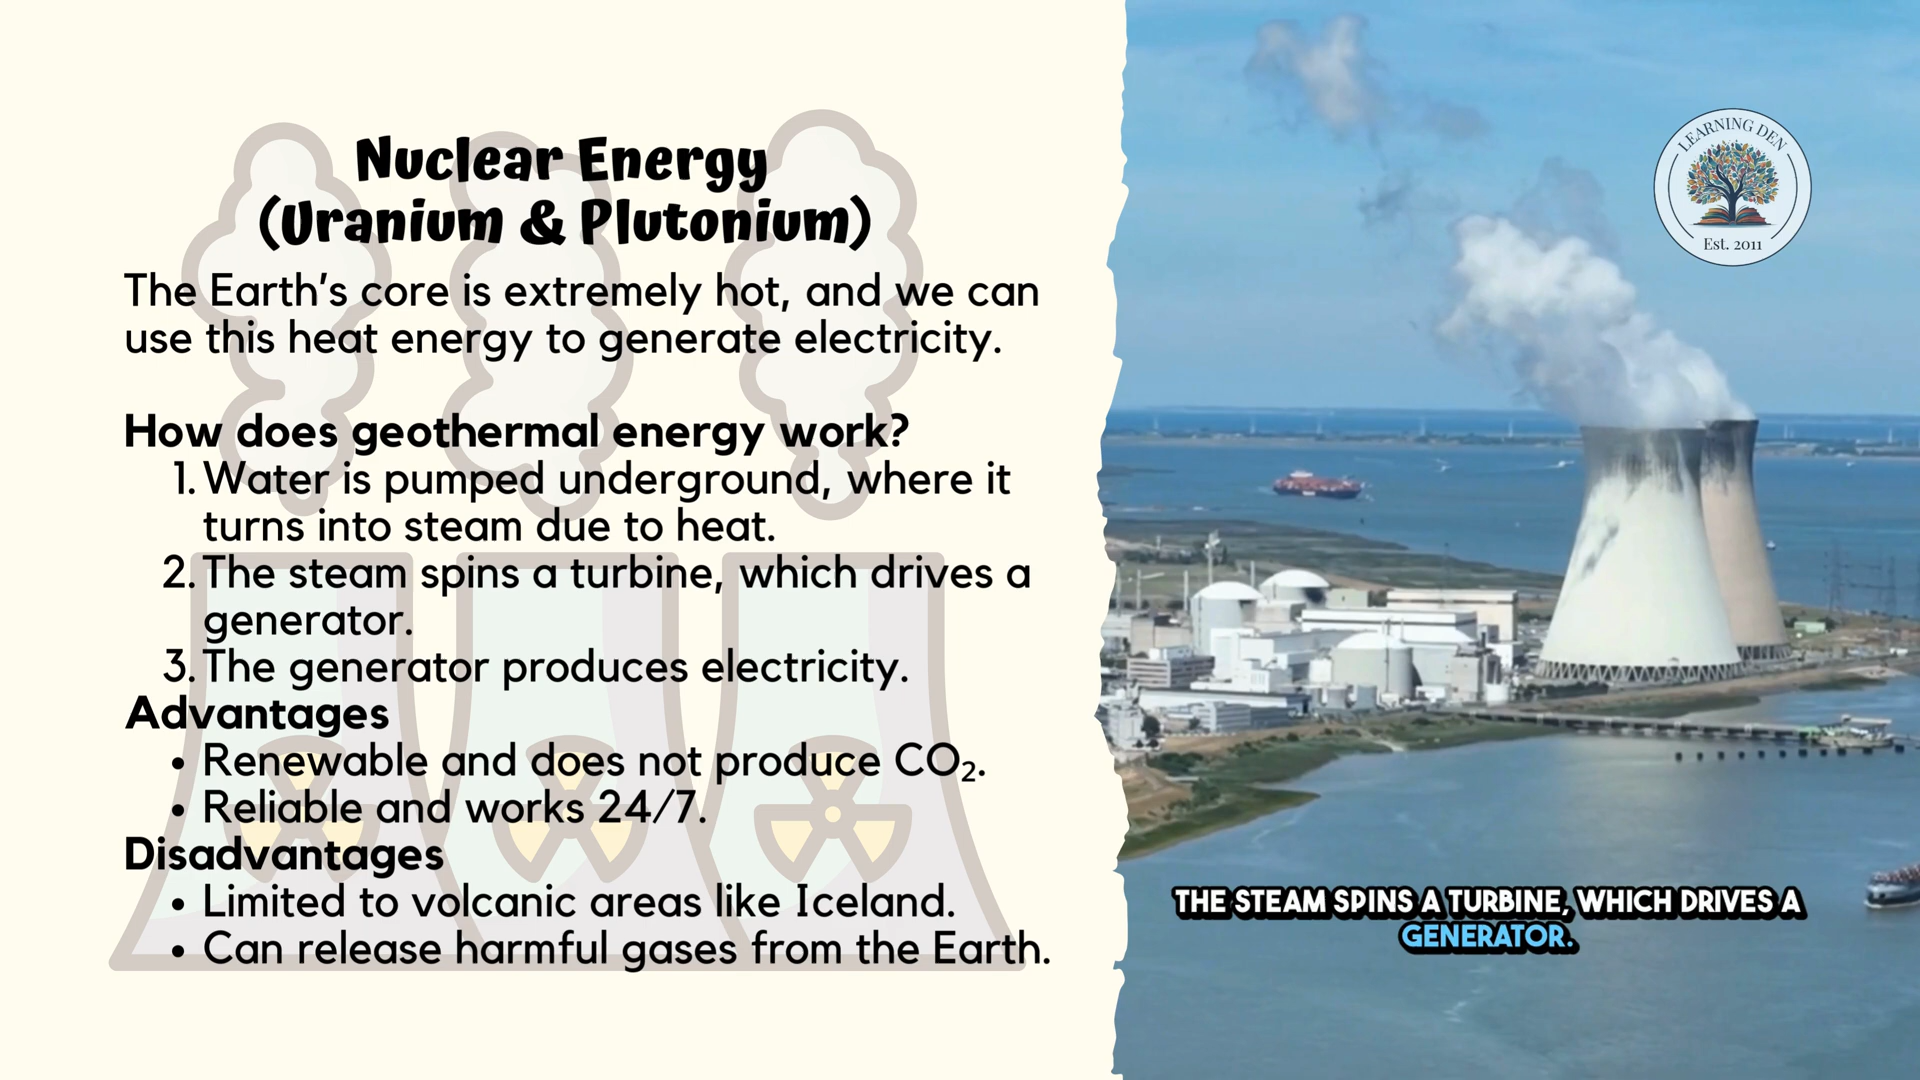 Nuclear Energy
(Uranium & Plutonium)
The Earth's core is extremely hot, and we can
use this heat energy to generate electricity.
How does geothermal energy work?
1. Water is pumped underground, where it
turns into steam due to heat.
2. The steam spins a turbine, which drives a
generator.
3. The generator produces electricity.
Advantages
• Renewable and does not produce CO₂.
• Reliable and works 24/7.
Disadvantages
• Limited to volcanic areas like Iceland.
• Can release harmful gases from the Earth.
LEARNING DEN
Est. 2011
THE STEAM SPINS A TURBINE, WHICH DRIVES A
GENERATOR.